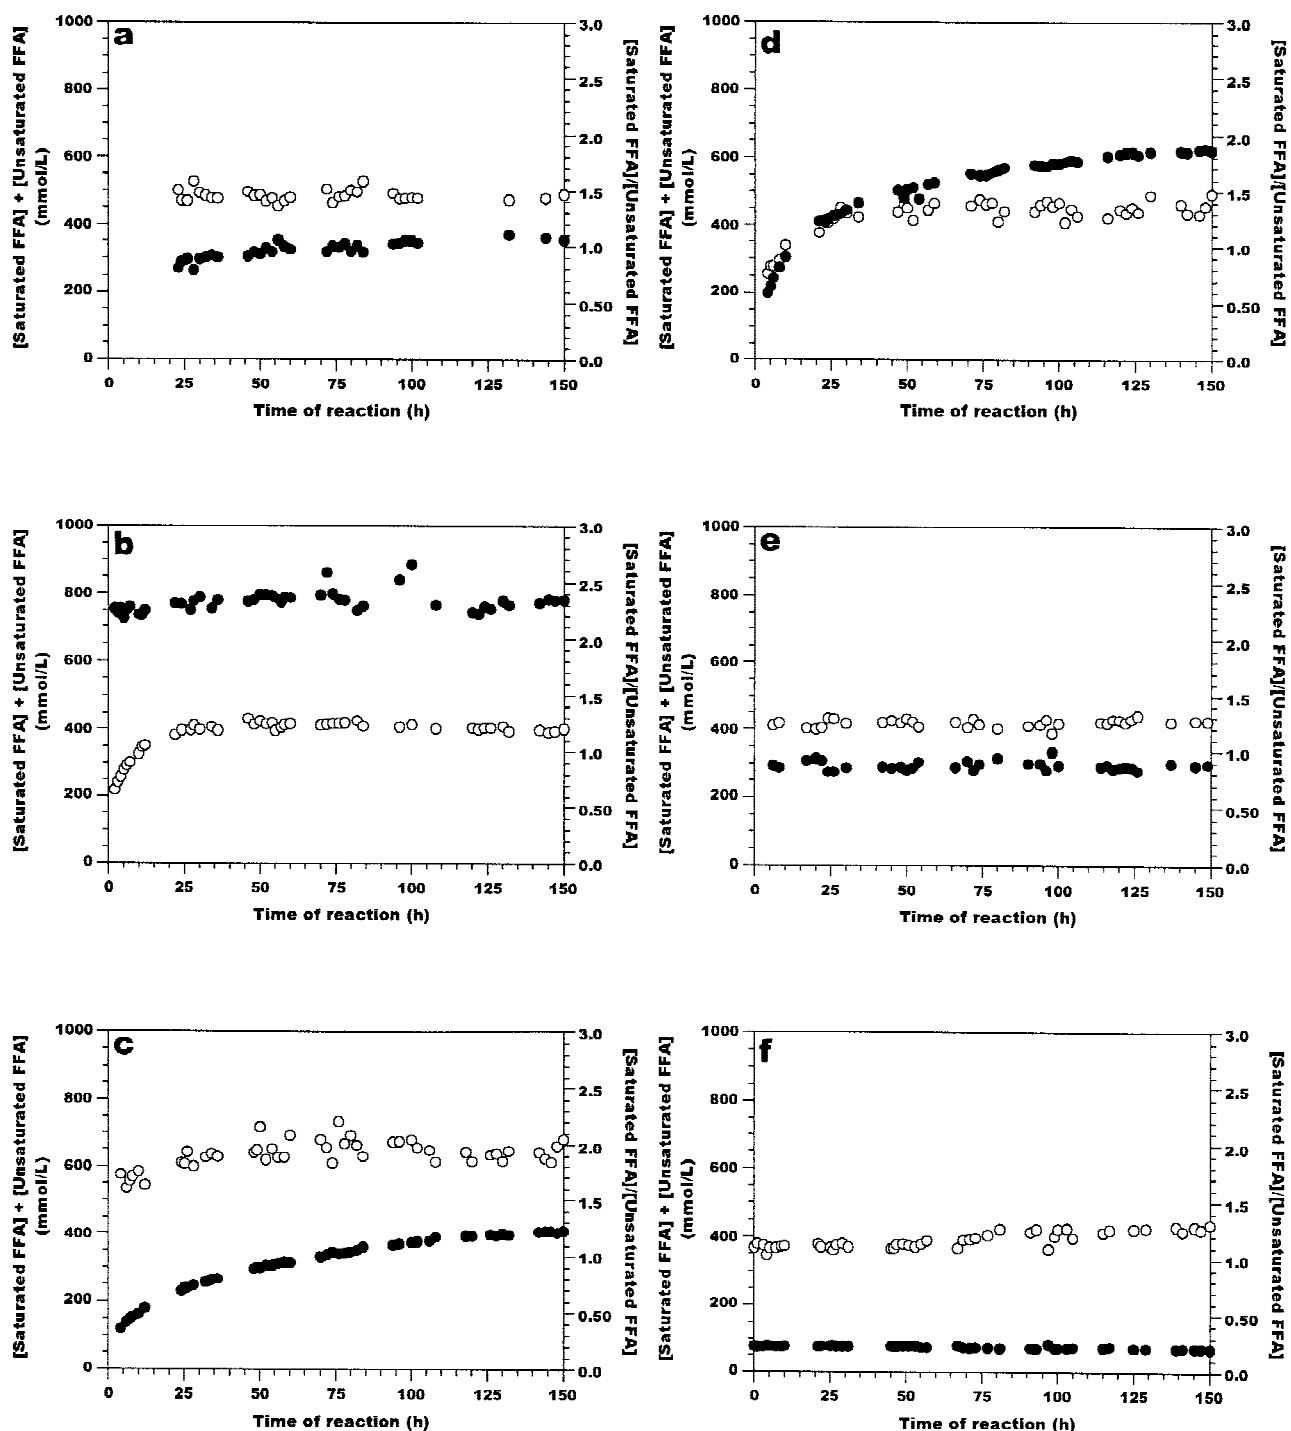 a
[Saturated FFA] + [Unsaturated FFA]
(mmol/L)
1000
800
600
400
200
0
3.0
2.5
2.0
1.5
1.0
0.50
0.0
[Saturated FFA]/[Unsaturated FFA]
0 25 50 75 100 125 150
Time of reaction (h)
d
[Saturated FFA] + [Unsaturated FFA]
(mmol/L)
1000
800
600
400
200
0
3.0
2.5
2.0
1.5
1.0
0.50
0.0
[Saturated FFA]/[Unsaturated FFA]
0 25 50 75 100 125 150
Time of reaction (h)
b
[Saturated FFA] + [Unsaturated FFA]
(mmol/L)
1000
800
600
400
200
0
3.0
2.5
2.0
1.5
1.0
0.50
0.0
[Saturated FFA]/[Unsaturated FFA]
0 25 50 75 100 125 150
Time of reaction (h)
e
[Saturated FFA] + [Unsaturated FFA]
(mmol/L)
1000
800
600
400
200
0
3.0
2.5
2.0
1.5
1.0
0.50
0.0
[Saturated FFA]/[Unsaturated FFA]
0 25 50 75 100 125 150
Time of reaction (h)
c
[Saturated FFA] + [Unsaturated FFA]
(mmol/L)
1000
800
600
400
200
0
3.0
2.5
2.0
1.5
1.0
0.50
0.0
[Saturated FFA]/[Unsaturated FFA]
0 25 50 75 100 125 150
Time of reaction (h)
f
[Saturated FFA] + [Unsaturated FFA]
(mmol/L)
1000
800
600
400
200
0
3.0
2.5
2.0
1.5
1.0
0.50
0.0
[Saturated FFA]/[Unsaturated FFA]
0 25 50 75 100 125 150
Time of reaction (h)